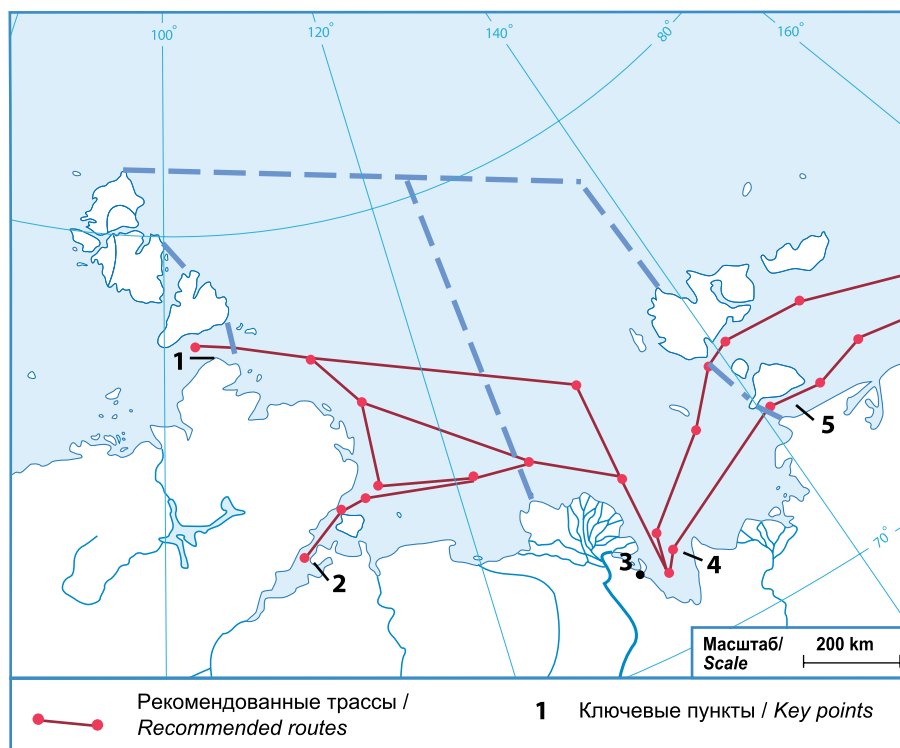 100°
120°
140°
80°
160°
1
2
3
4
5
70°
Масштаб/
Scale
200 km
Рекомендованные трассы /
Recommended routes
1 Ключевые пункты / Key points